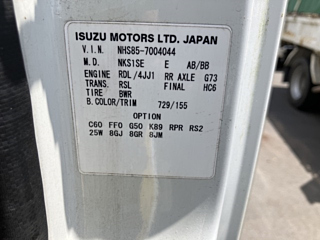 ISUZU MOTORS LTD. JAPAN
V.I.N. NHS85-7004044
M.D. NKS1SE E AB/BB
ENGINE RDL/4JJ1 RR AXLE G73
TRANS. RSL FINAL HC6
TIRE BWR
B.COLOR/TRIM 729/155
OPTION
C60 FF0 G50 K89 RPR RS2
25W 8GJ 8GR 8JM